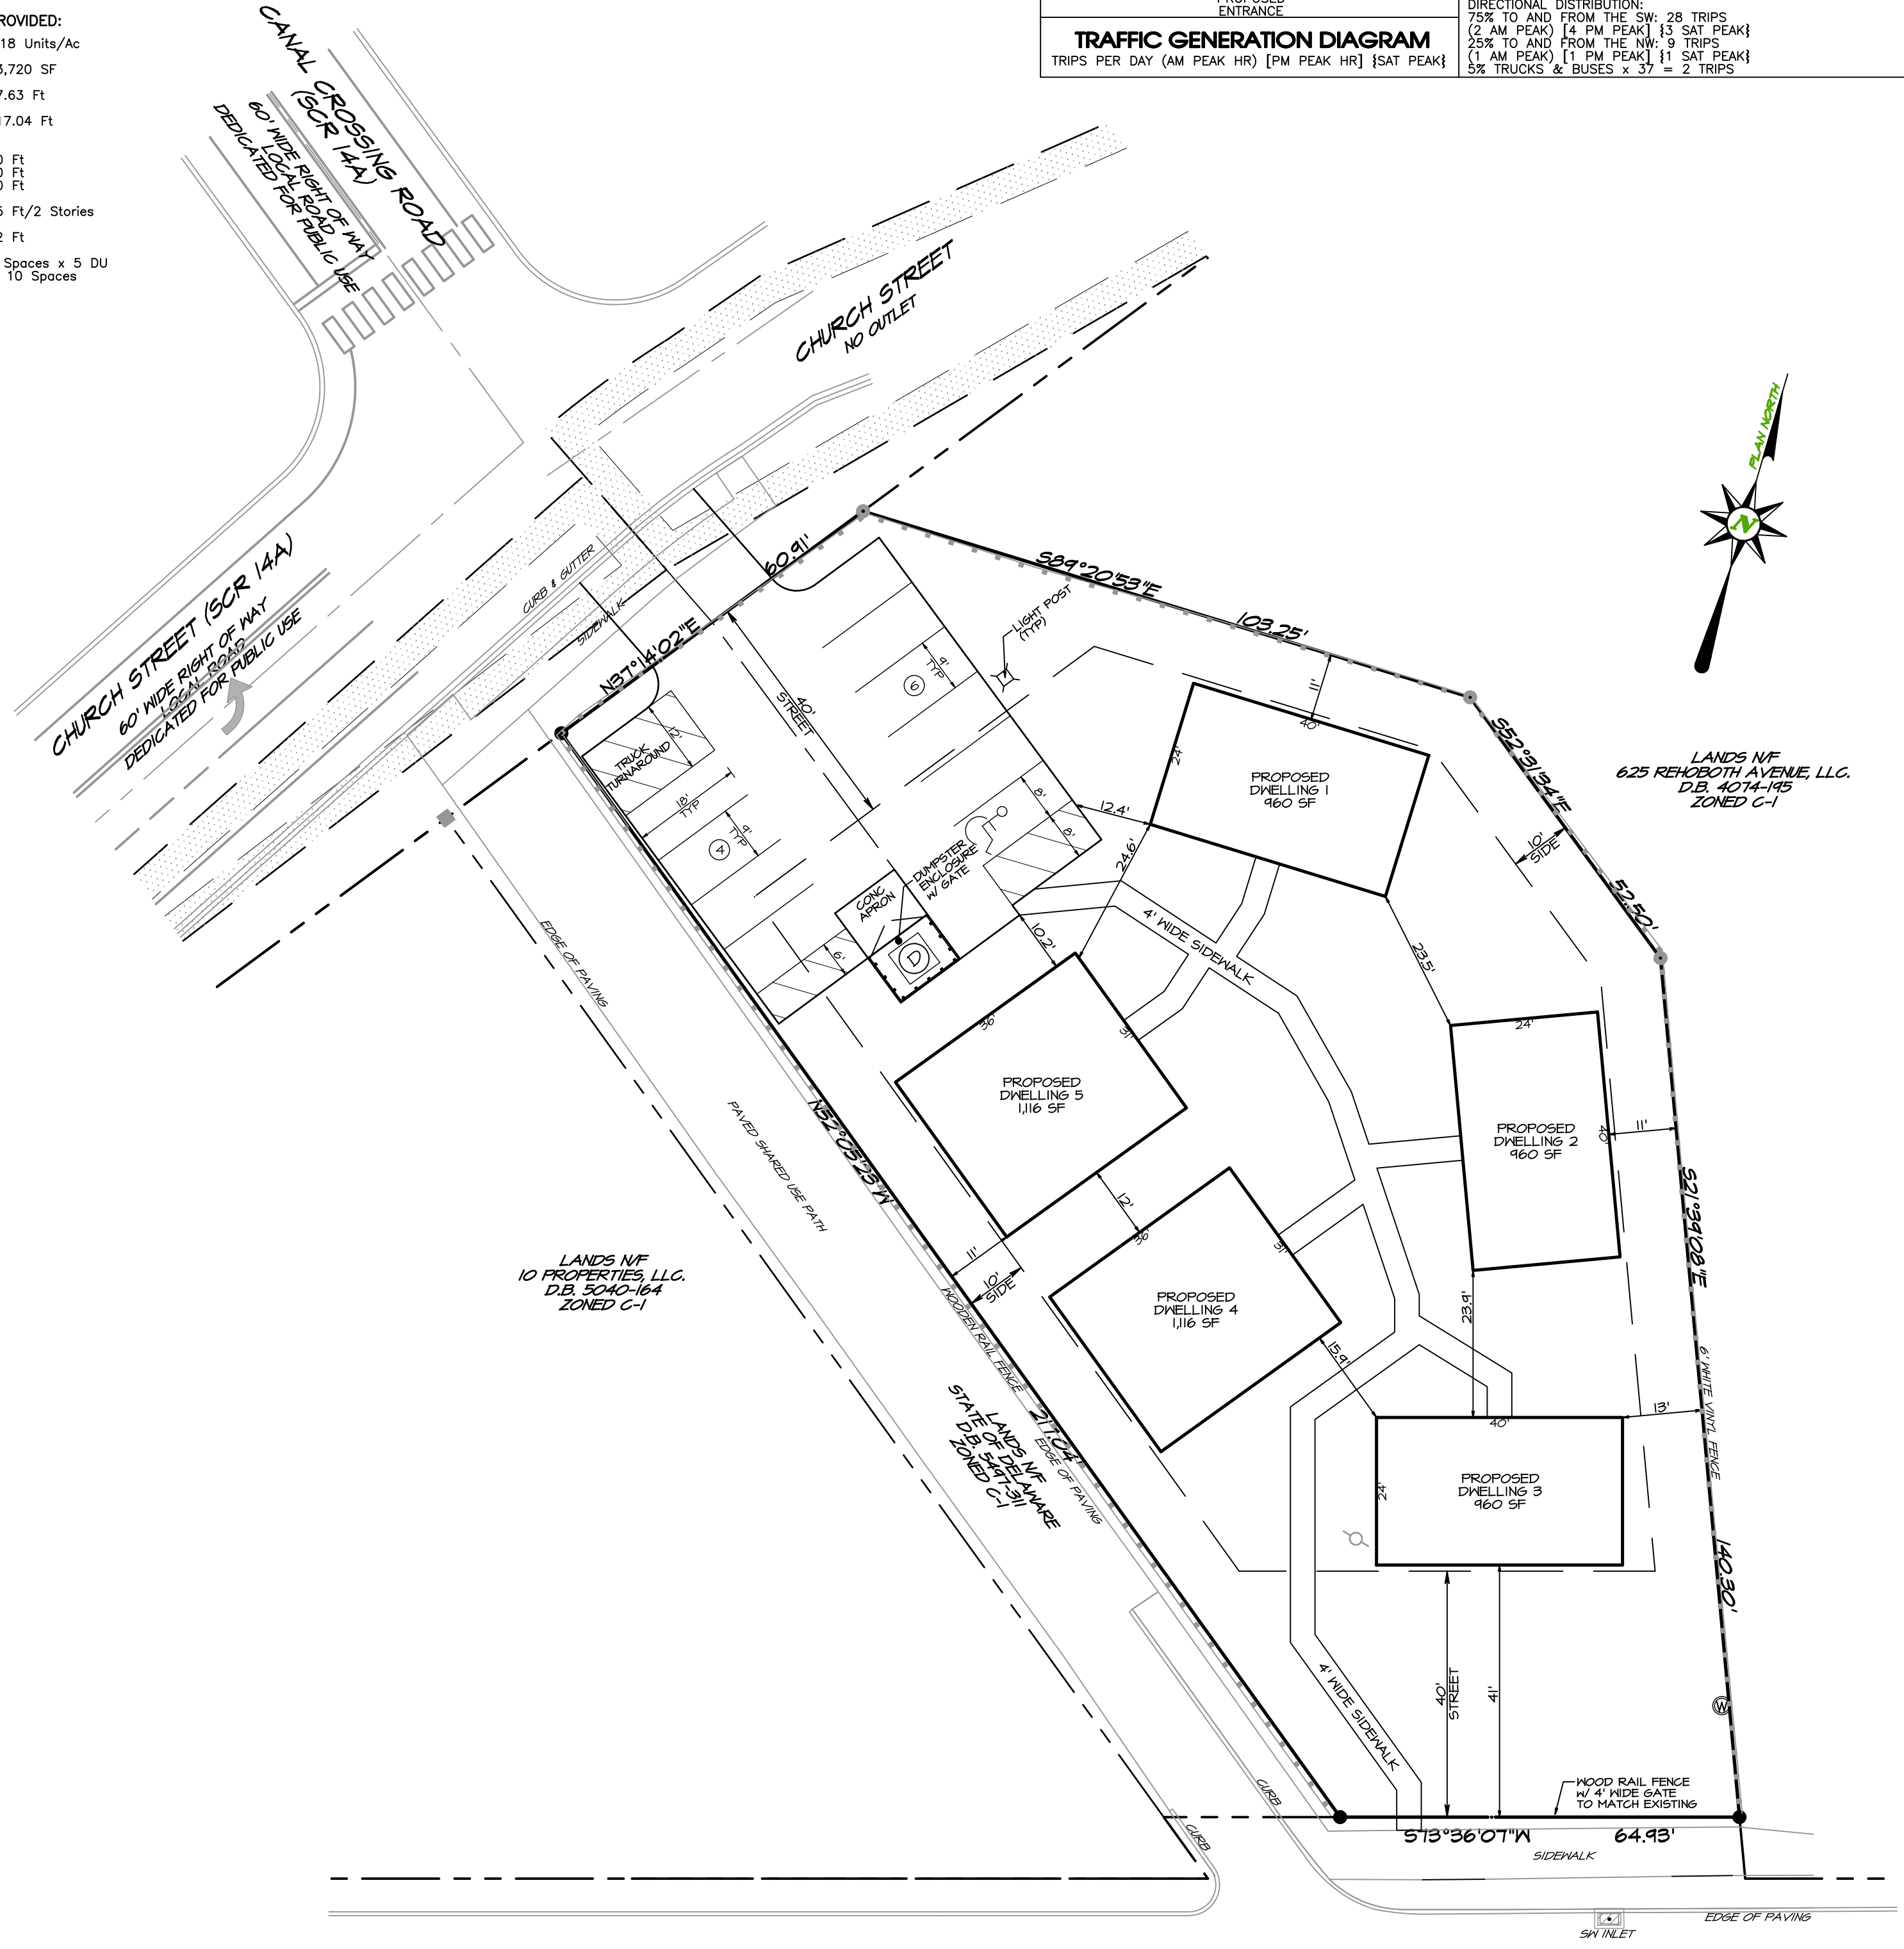 ROVIDED:
18 Units/Ac
3,720 SF
7.63 Ft
17.04 Ft
0 Ft
0 Ft
0 Ft
5 Ft/2 Stories
2 Ft
Spaces x 5 DU
10 Spaces
PROPOSED
ENTRANCE
TRAFFIC GENERATION DIAGRAM
TRIPS PER DAY (AM PEAK HR) [PM PEAK HR] {SAT PEAK}
DIRECTIONAL DISTRIBUTION:
75% TO AND FROM THE SW: 28 TRIPS
(2 AM PEAK) [4 PM PEAK] {3 SAT PEAK}
25% TO AND FROM THE NW: 9 TRIPS
(1 AM PEAK) [1 PM PEAK] {1 SAT PEAK}
5% TRUCKS & BUSES x 37 = 2 TRIPS
CANAL CROSSING ROAD
(SCR 14A)
60' WIDE RIGHT OF WAY
LOCAL ROAD
DEDICATED FOR PUBLIC USE
CHURCH STREET
NO OUTLET
PLAN NORTH
N
CHURCH STREET (SCR 14A)
60' WIDE RIGHT OF WAY
LOCAL ROAD
DEDICATED FOR PUBLIC USE
CURB & GUTTER
SIDEWALK
N37°14'02"E
60.91'
S89°20'53"E
103.25'
S52°31'34"E
52.50'
10'
SIDE
LANDS N/F
625 REHOBOTH AVENUE, LLC.
D.B. 4074-195
ZONED C-1
LIGHT POST
(TYP)
40'
STREET
9'
TYP
6
TRUCK
TURNAROUND
12'
18'
TYP
9'
TYP
4
8'
8'
DUMPSTER
ENCLOSURE
W/ GATE
CONC
APRON
D
6'
11'
40'
24'
PROPOSED
DWELLING 1
960 SF
12.4'
24.6'
10.2'
4' WIDE SIDEWALK
23.5'
EDGE OF PAVING
36'
31'
PROPOSED
DWELLING 5
1,116 SF
24'
40'
PROPOSED
DWELLING 2
960 SF
11'
N52°05'23"W
PAVED SHARED USE PATH
12'
S21°39'08"E
LANDS N/F
10 PROPERTIES, LLC.
D.B. 5040-164
ZONED C-1
11'
10'
SIDE
36'
31'
PROPOSED
DWELLING 4
1,116 SF
23.9'
WOODEN RAIL FENCE
15.9'
6' WHITE VINYL FENCE
LANDS N/F
STATE OF DELAWARE
D.B. 5497-311
ZONED C-1
217.04'
EDGE OF PAVING
13'
40'
24'
PROPOSED
DWELLING 3
960 SF
140.30'
4' WIDE SIDEWALK
40'
STREET
41'
W
WOOD RAIL FENCE
w/ 4' WIDE GATE
TO MATCH EXISTING
CURB
CURB
S73°36'07"W
64.93'
SIDEWALK
EDGE OF PAVING
SW INLET